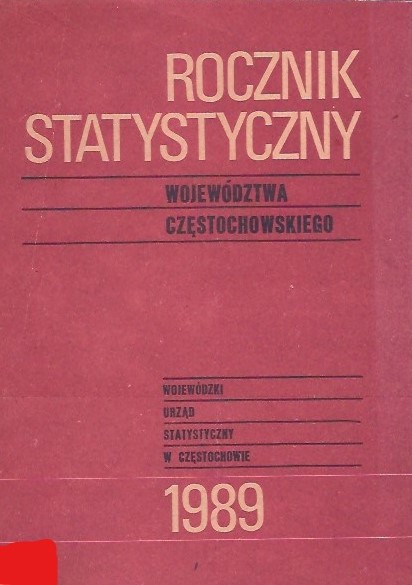 ROCZNIK
STATYSTYCZNY
WOJEWÓDZTWA
CZĘSTOCHOWSKIEGO
WOJEWÓDZKI
URZĄD
STATYSTYCZNY
W CZĘSTOCHOWIE
1989